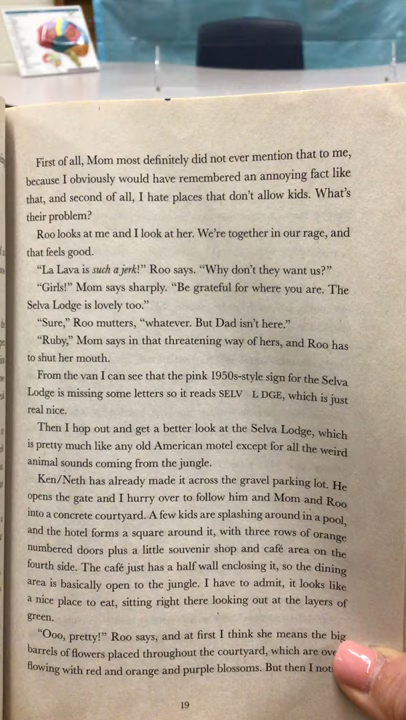 First of all, Mom most definitely did not ever mention that to me,
because I obviously would have remembered an annoying fact like
that, and second of all, I hate places that don't allow kids. What's
their problem?
Roo looks at me and I look at her. We're together in our rage, and
that feels good.
"La Lava is such a jerk!" Roo says. "Why don't they want us?"
"Girls!" Mom says sharply. "Be grateful for where you are. The
Selva Lodge is lovely too."
"Sure," Roo mutters, "whatever. But Dad isn't here."
"Ruby," Mom says in that threatening way of hers, and Roo has
to shut her mouth.
From the van I can see that the pink 1950s-style sign for the Selva
Lodge is missing some letters so it reads SELV L DGE, which is just
real nice.
Then I hop out and get a better look at the Selva Lodge, which
is pretty much like any old American motel except for all the weird
animal sounds coming from the jungle.
Ken/Neth has already made it across the gravel parking lot. He
opens the gate and I hurry over to follow him and Mom and Roo
into a concrete courtyard. A few kids are splashing around in a pool,
and the hotel forms a square around it, with three rows of orange
numbered doors plus a little souvenir shop and café area on the
fourth side. The café just has a half wall enclosing it, so the dining
area is basically open to the jungle. I have to admit, it looks like
a nice place to eat, sitting right there looking out at the layers of
green.
"Ooo, pretty!" Roo says, and at first I think she means the big
barrels of flowers placed throughout the courtyard, which are
flowing with red and orange and purple blossoms. But then I
19